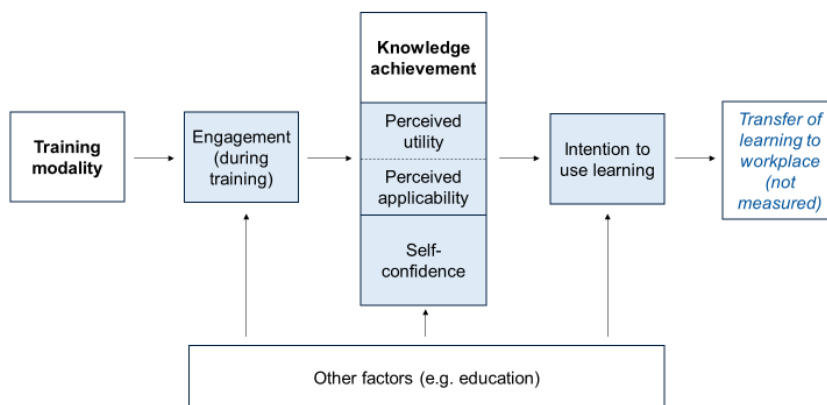 Knowledge
achievement
Training
modality
Engagement
(during
training)
Perceived
utility
Perceived
applicability
Self-
confidence
Intention to
use learning
Transfer of
learning to
workplace
(not
measured)
Other factors (e.g. education)